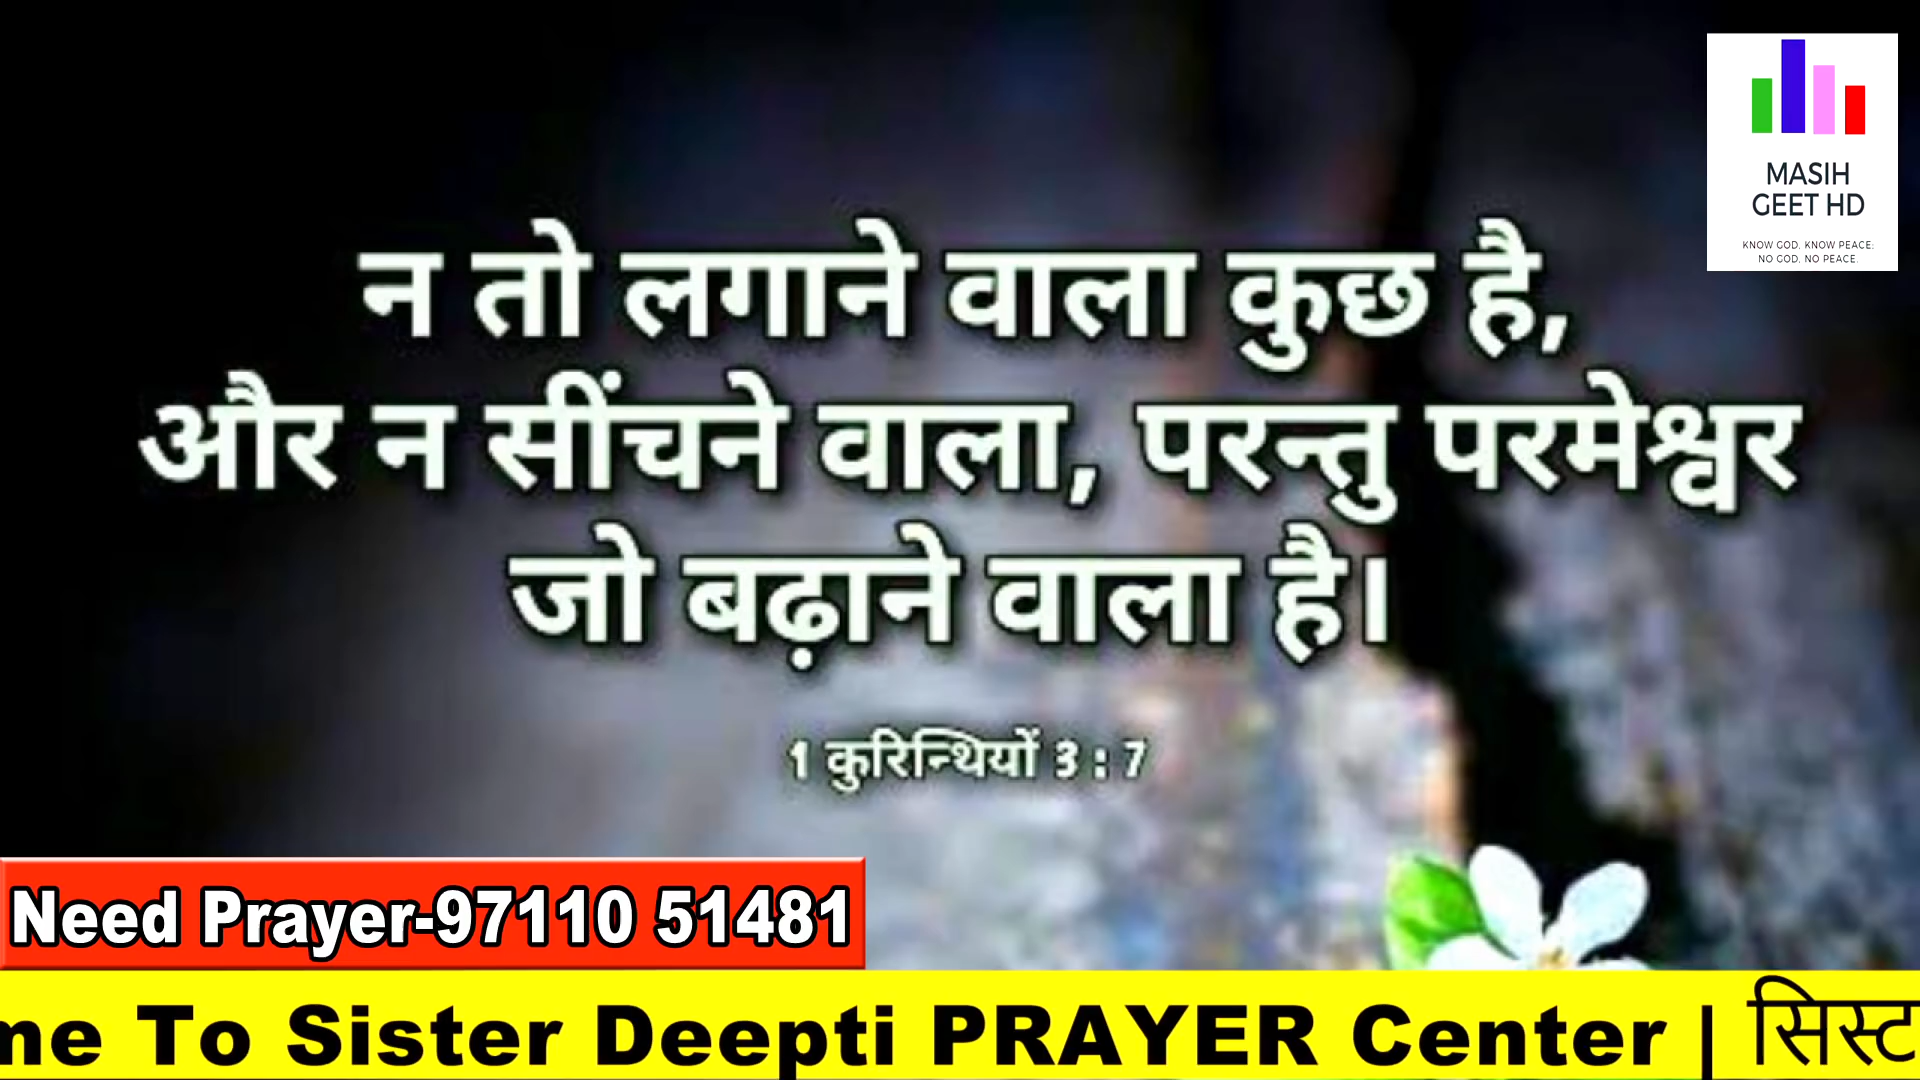 MASIH
GEET HD
KNOW GOD, KNOW PEACE;
NO GOD, NO PEACE.
न तो लगाने वाला कुछ है,
और न सींचने वाला, परन्तु परमेश्वर
जो बढ़ाने वाला है।
1 कुरिन्थियों 3 : 7
Need Prayer-97110 51481
me To Sister Deepti PRAYER Center | सिस्ट